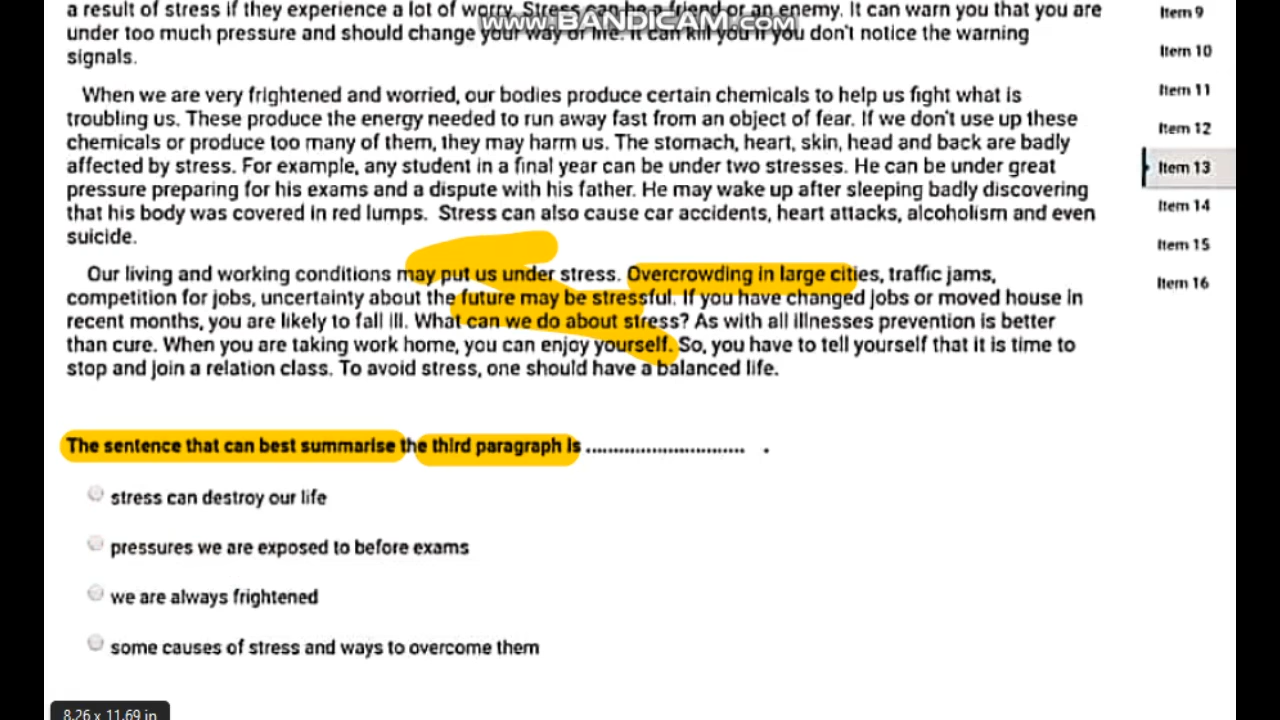 a result of stress if they experience a lot of worry. Stress can be a friend or an enemy. It can warn you that you are
www.BANDICAM.com
under too much pressure and should change your way of life. It can kill you if you don't notice the warning
signals.
When we are very frightened and worried, our bodies produce certain chemicals to help us fight what is
troubling us. These produce the energy needed to run away fast from an object of fear. If we don't use up these
chemicals or produce too many of them, they may harm us. The stomach, heart, skin, head and back are badly
affected by stress. For example, any student in a final year can be under two stresses. He can be under great
pressure preparing for his exams and a dispute with his father. He may wake up after sleeping badly discovering
that his body was covered in red lumps. Stress can also cause car accidents, heart attacks, alcoholism and even
suicide.
Our living and working conditions may put us under stress. Overcrowding in large cities, traffic jams,
competition for jobs, uncertainty about the future may be stressful. If you have changed jobs or moved house in
recent months, you are likely to fall ill. What can we do about stress? As with all illnesses prevention is better
than cure. When you are taking work home, you can enjoy yourself. So, you have to tell yourself that it is time to
stop and join a relation class. To avoid stress, one should have a balanced life.
The sentence that can best summarise the third paragraph is ............................. .
stress can destroy our life
pressures we are exposed to before exams
we are always frightened
some causes of stress and ways to overcome them
Item 9
Item 10
Item 11
Item 12
Item 13
Item 14
Item 15
Item 16
8.26 x 11.69 in